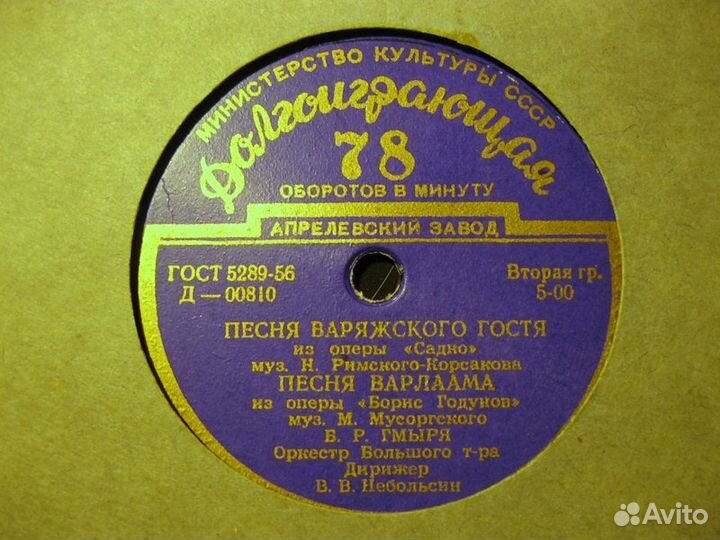 МИНИСТЕРСТВО КУЛЬТУРЫ СССР
Долгоиграющая
78
ОБОРОТОВ В МИНУТУ
АПРЕЛЕВСКИЙ ЗАВОД
ГОСТ 5289-56
Вторая гр.
Д — 00810
5-00
ПЕСНЯ ВАРЯЖСКОГО ГОСТЯ
из оперы «Садко»
муз. Н. Римского-Корсакова
ПЕСНЯ ВАРЛААМА
из оперы «Борис Годунов»
муз. М. Мусоргского
Б. Р. ГМЫРЯ
Оркестр Большого т-ра
Дирижер
В. В. Небольсин
Avito